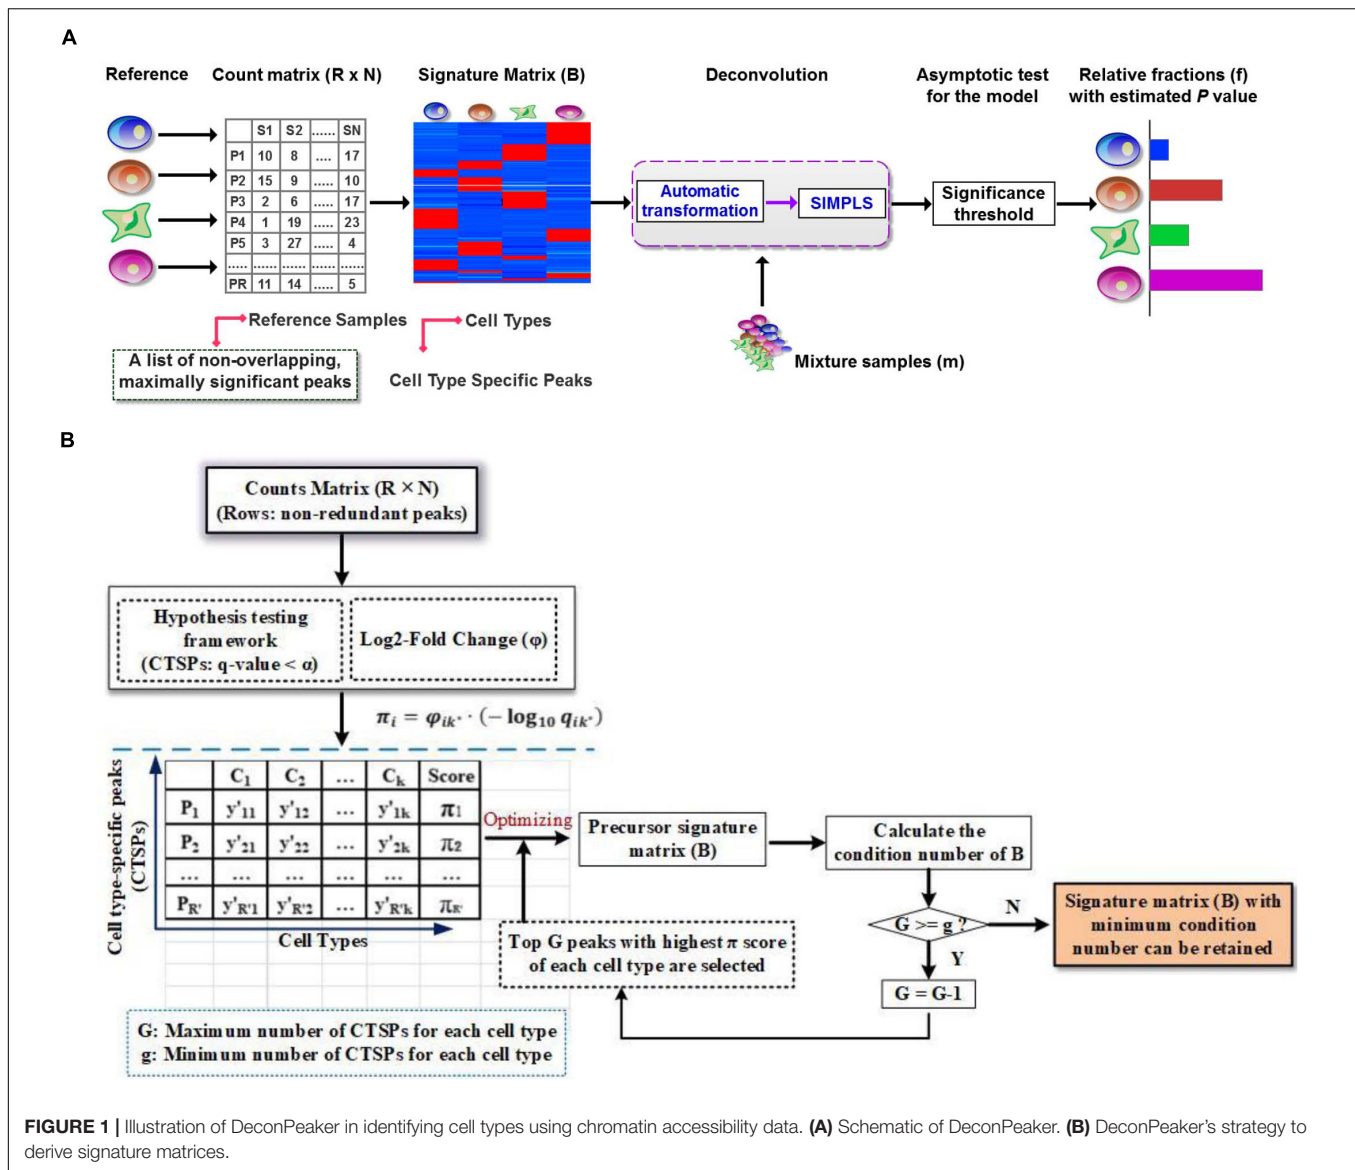 A
Reference
Count matrix (R x N)
Signature Matrix (B)
Deconvolution
Asymptotic test
for the model
Relative fractions (f)
with estimated P value
S1 S2 ...... SN
P1 10 8 .... 17
P2 15 9 ..... 10
P3 2 6 ..... 17
P4 1 19 ..... 23
P5 3 27 ..... 4
..... ...... ...... ...... ......
PR 11 14 ..... 5
Automatic
transformation
SIMPLS
Significance
threshold
Reference Samples
Cell Types
A list of non-overlapping,
maximally significant peaks
Cell Type Specific Peaks
Mixture samples (m)
B
Counts Matrix (R × N)
(Rows: non-redundant peaks)
Hypothesis testing
framework
(CTSPs: q-value < α)
Log2-Fold Change (φ)
πi = φik* · (− log10 qik*)
Cell type-specific peaks
(CTSPs)
C1 C2 ... Ck Score
P1 y'11 y'12 ... y'1k π1
P2 y'21 y'22 ... y'2k π2
... ... ... ... ... ...
PR' y'R'1 y'R'2 ... y'R'k πR'
Cell Types
Optimizing
Precursor signature
matrix (B)
Calculate the
condition number of B
G >= g ?
N
Y
Signature matrix (B) with
minimum condition
number can be retained
G = G-1
Top G peaks with highest π score
of each cell type are selected
G: Maximum number of CTSPs for each cell type
g: Minimum number of CTSPs for each cell type
FIGURE 1 | Illustration of DeconPeaker in identifying cell types using chromatin accessibility data. (A) Schematic of DeconPeaker. (B) DeconPeaker's strategy to
derive signature matrices.